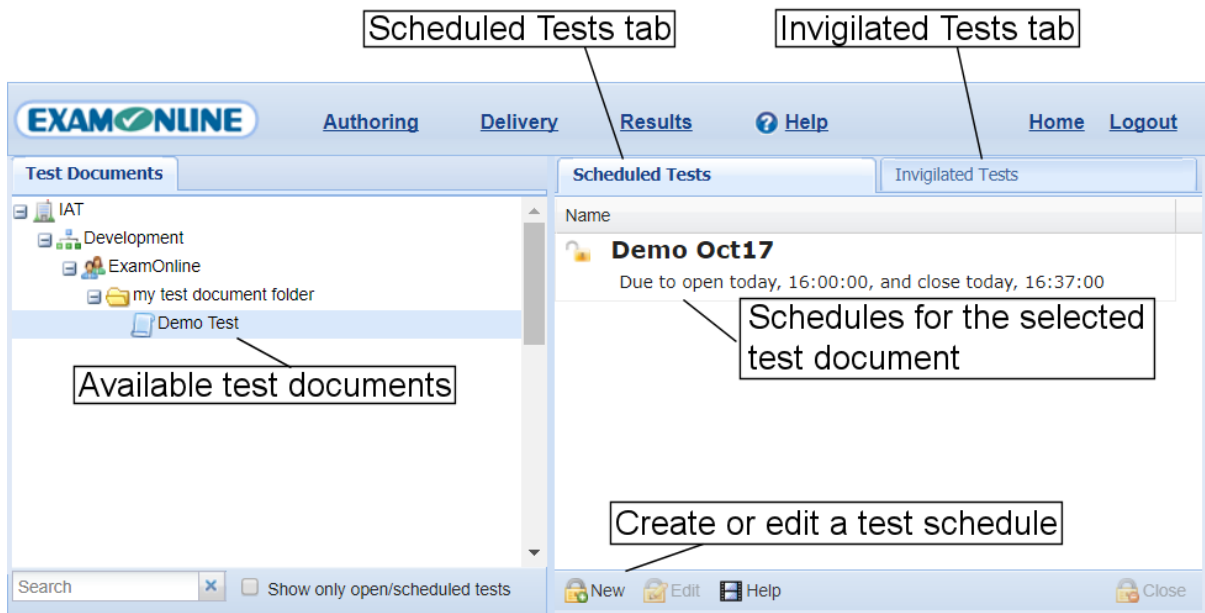 Scheduled Tests tab
Invigilated Tests tab
EXAMONLINE
Authoring
Delivery
Results
Help
Home
Logout
Test Documents
Scheduled Tests
Invigilated Tests
IAT
Development
ExamOnline
my test document folder
Demo Test
Available test documents
Name
Demo Oct17
Due to open today, 16:00:00, and close today, 16:37:00
Schedules for the selected
test document
Create or edit a test schedule
Search
Show only open/scheduled tests
New
Edit
Help
Close